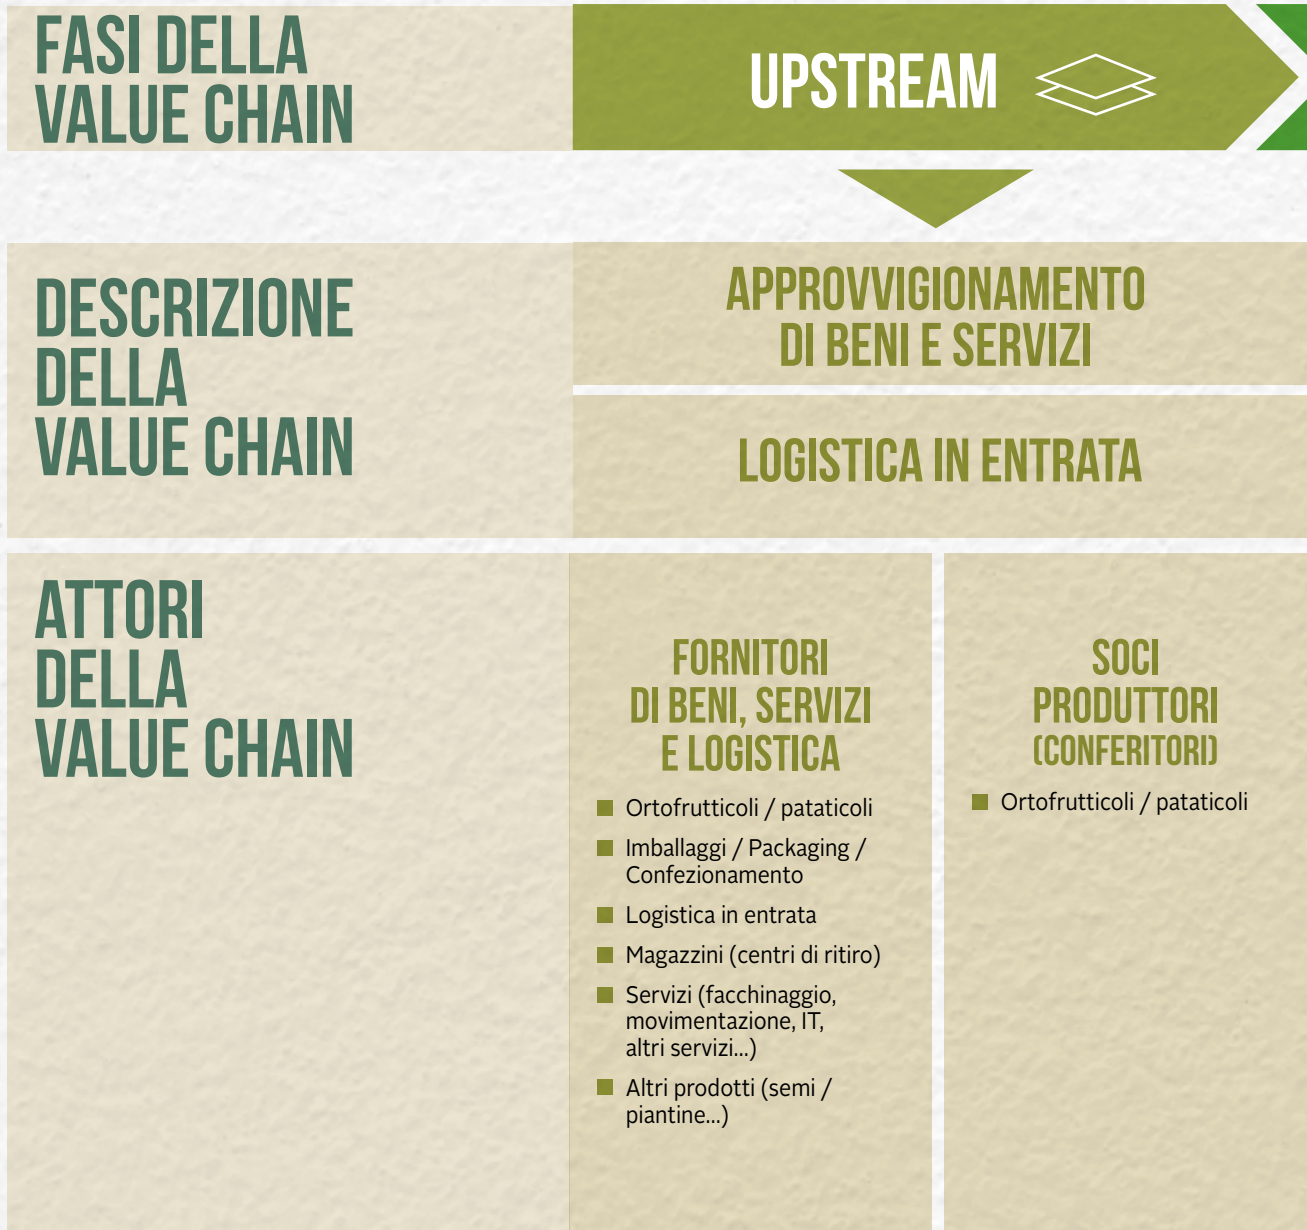 FASI DELLA
VALUE CHAIN
UPSTREAM
DESCRIZIONE
DELLA
VALUE CHAIN
APPROVVIGIONAMENTO
DI BENI E SERVIZI
LOGISTICA IN ENTRATA
ATTORI
DELLA
VALUE CHAIN
FORNITORI
DI BENI, SERVIZI
E LOGISTICA
Ortofrutticoli / pataticoli
Imballaggi / Packaging /
Confezionamento
Logistica in entrata
Magazzini (centri di ritiro)
Servizi (facchinaggio,
movimentazione, IT,
altri servizi...)
Altri prodotti (semi /
piantine...)
SOCI
PRODUTTORI
(CONFERITORI)
Ortofrutticoli / pataticoli